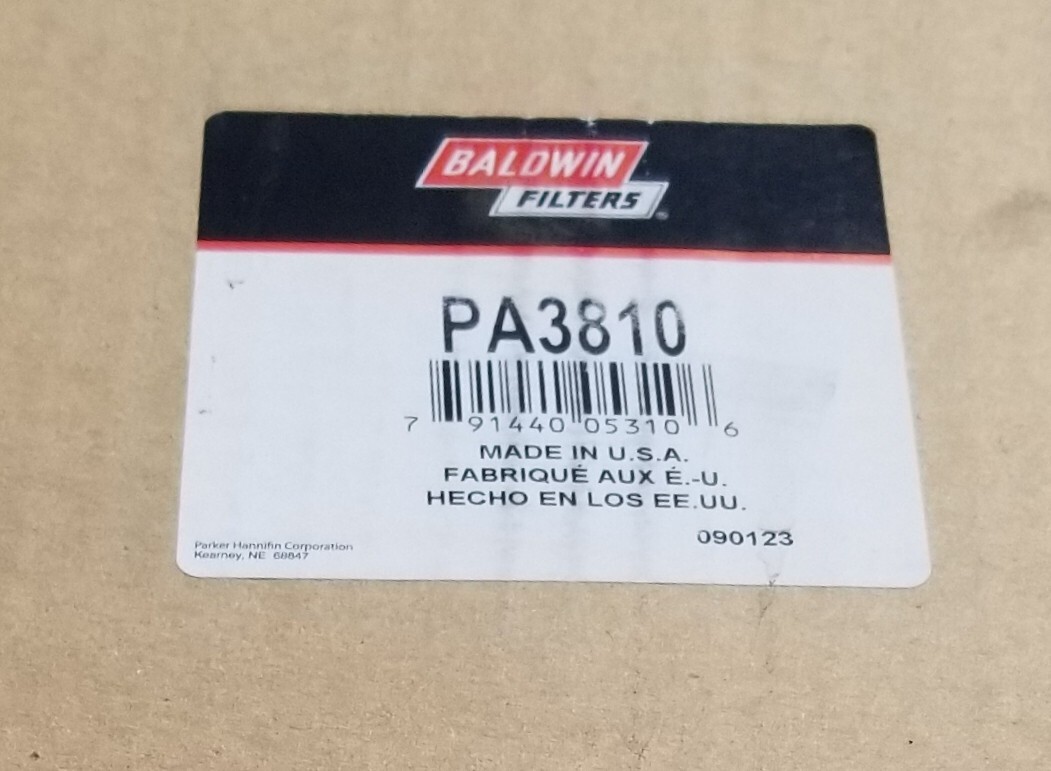 BALDWIN
FILTERS
PA3810
7 91440 05310 6
MADE IN U.S.A.
FABRIQUÉ AUX É.-U.
HECHO EN LOS EE.UU.
090123
Parker Hannifin Corporation
Kearney, NE 68847